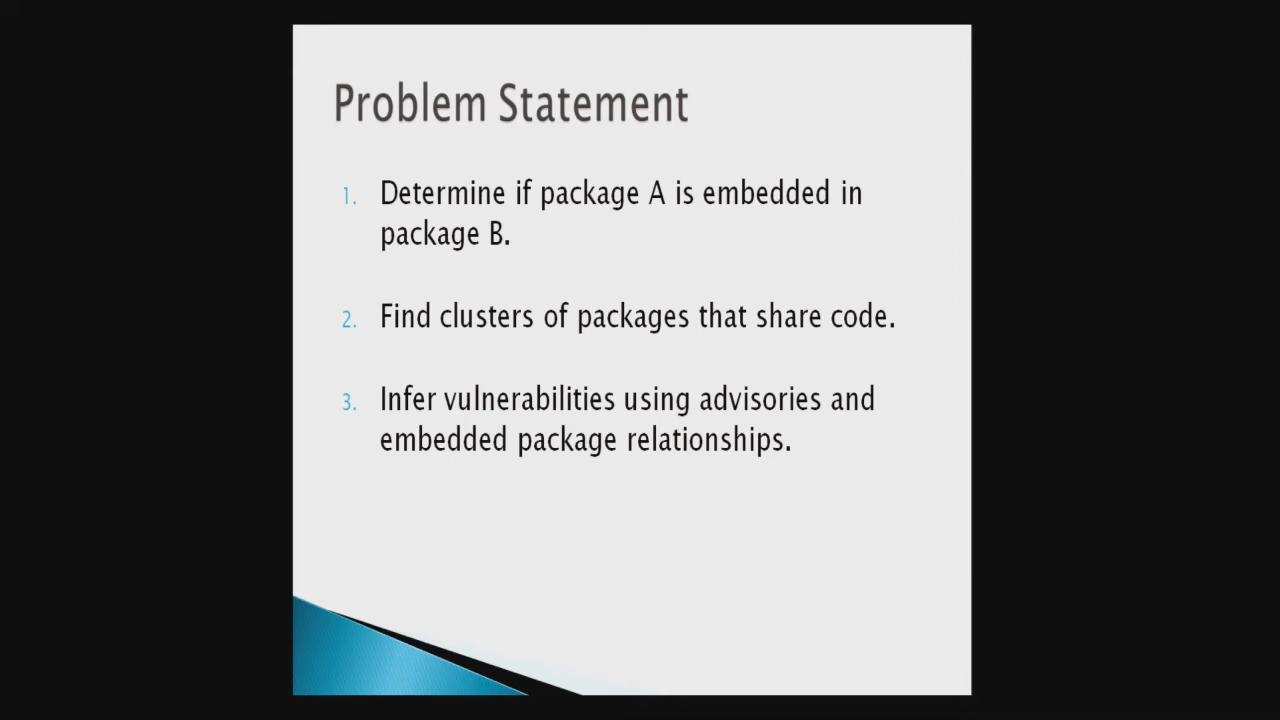 Problem Statement
1. Determine if package A is embedded in
package B.
2. Find clusters of packages that share code.
3. Infer vulnerabilities using advisories and
embedded package relationships.